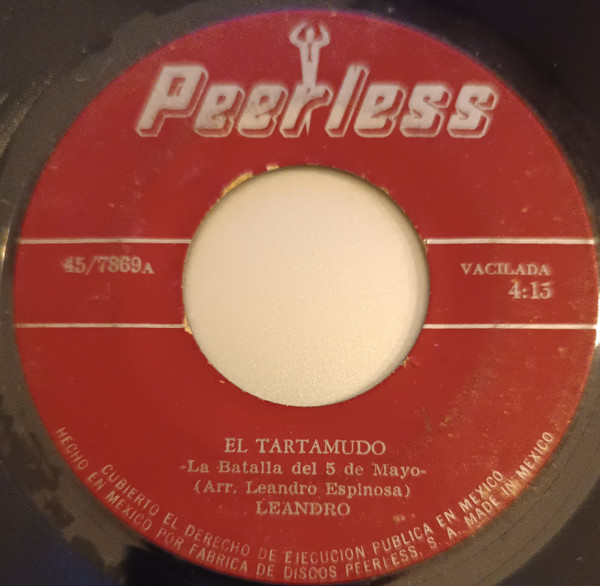 Peerless
45/7869A
VACILADA
4:15
EL TARTAMUDO
-La Batalla del 5 de Mayo-
(Arr. Leandro Espinosa)
LEANDRO
CUBIERTO EL DERECHO DE EJECUCION PUBLICA EN MEXICO
HECHO EN MEXICO POR FABRICA DE DISCOS PEERLESS, S. A. MADE IN MEXICO